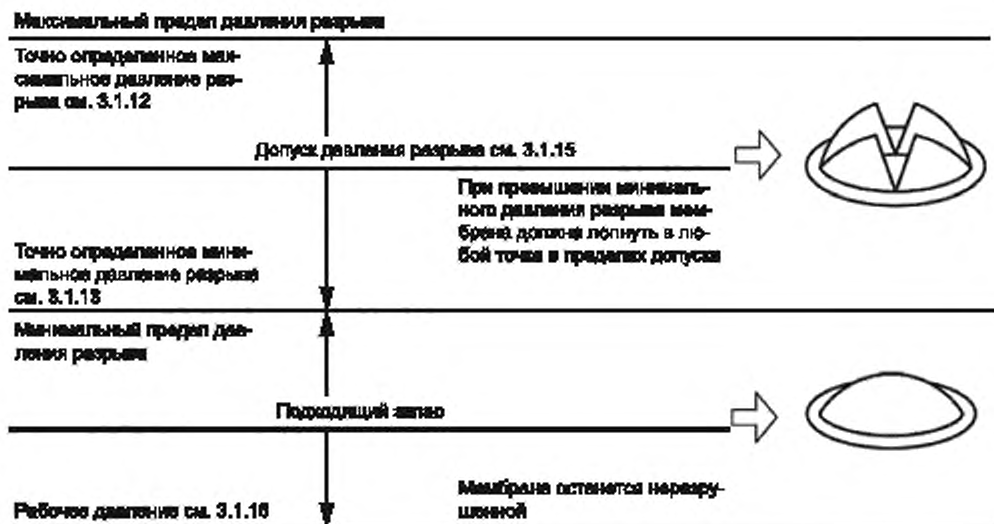 Максимальный предел давления разрыва
Точно определенное мак-
симальное давление раз-
рыва см. 3.1.12
Допуск давления разрыва см. 3.1.15
При превышении минималь-
ного давления разрыва мем-
брана должна лопнуть в лю-
бой точке в пределах допуска
Точно определенное мини-
мальное давление разрыва
см. 3.1.13
Минимальный предел дав-
ления разрыва
Подходящий запас
Рабочее давление см. 3.1.16
Мембрана останется неразру-
шенной